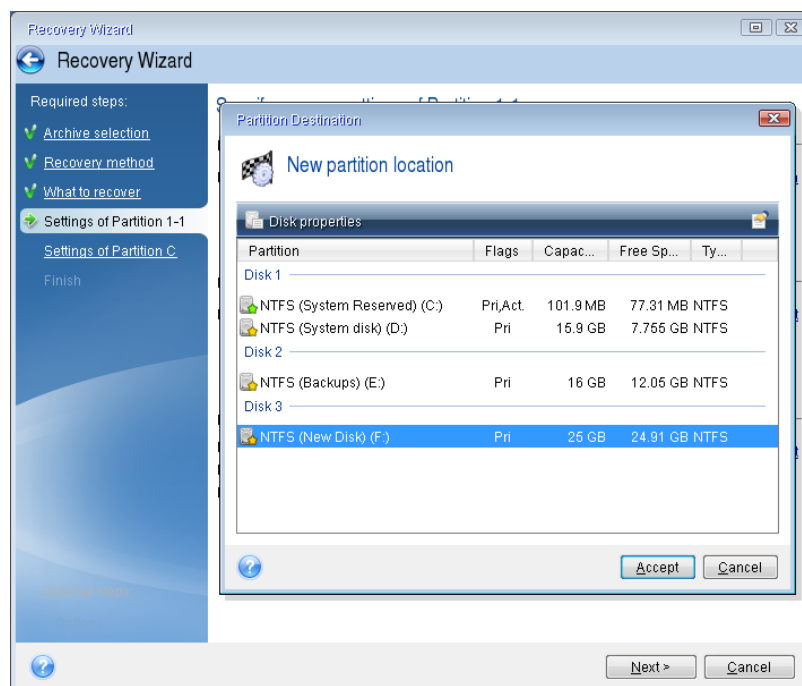 Recovery Wizard
Recovery Wizard
Required steps:
Archive selection
Recovery method
What to recover
Settings of Partition 1-1
Settings of Partition C
Finish
Partition Destination
New partition location
Disk properties
Partition Flags Capac... Free Sp... Ty...
Disk 1
NTFS (System Reserved) (C:) Pri,Act. 101.9 MB 77.31 MB NTFS
NTFS (System disk) (D:) Pri 15.9 GB 7.755 GB NTFS
Disk 2
NTFS (Backups) (E:) Pri 16 GB 12.05 GB NTFS
Disk 3
NTFS (New Disk) (F:) Pri 25 GB 24.91 GB NTFS
Accept Cancel
Next > Cancel